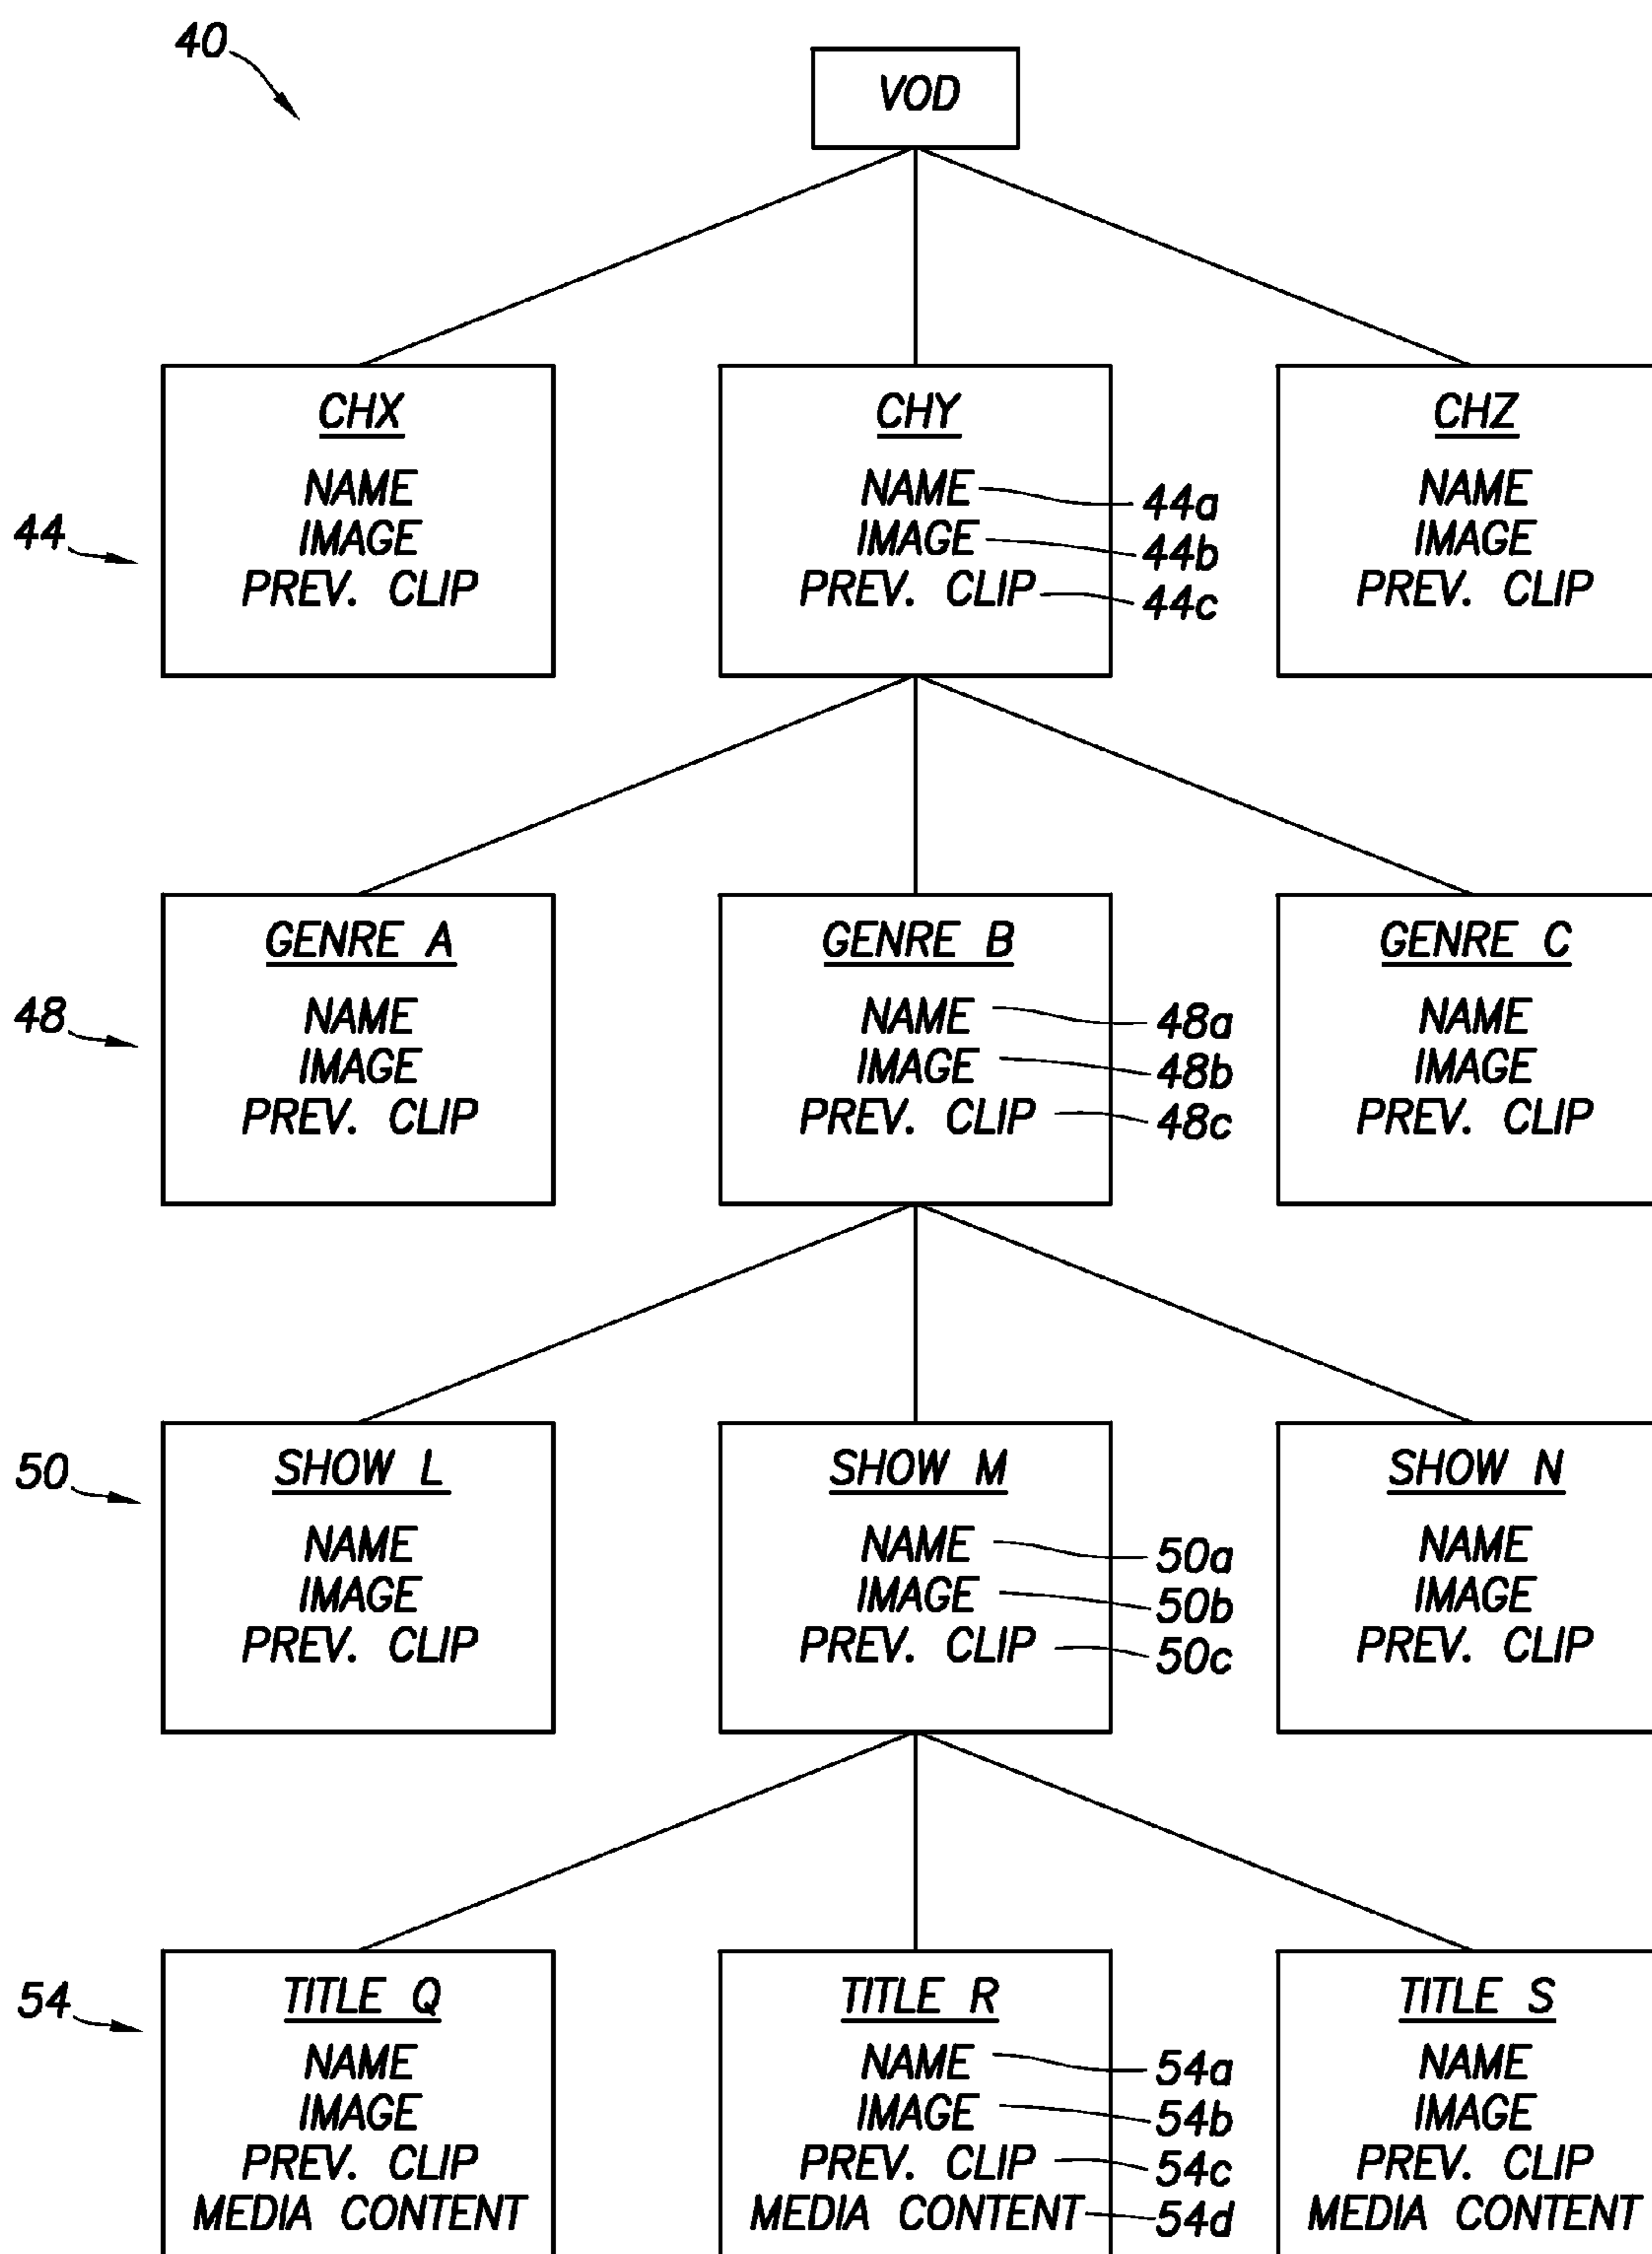 40
VOD
CHX CHY CHZ
NAME NAME 44a NAME
44 IMAGE IMAGE 44b IMAGE
PREV. CLIP PREV. CLIP 44c PREV. CLIP
GENRE A GENRE B GENRE C
48 NAME NAME 48a NAME
IMAGE IMAGE 48b IMAGE
PREV. CLIP PREV. CLIP 48c PREV. CLIP
50 SHOW L SHOW M SHOW N
NAME NAME 50a NAME
IMAGE IMAGE 50b IMAGE
PREV. CLIP PREV. CLIP 50c PREV. CLIP
54 TITLE Q TITLE R TITLE S
NAME NAME 54a NAME
IMAGE IMAGE 54b IMAGE
PREV. CLIP PREV. CLIP 54c PREV. CLIP
MEDIA CONTENT MEDIA CONTENT 54d MEDIA CONTENT